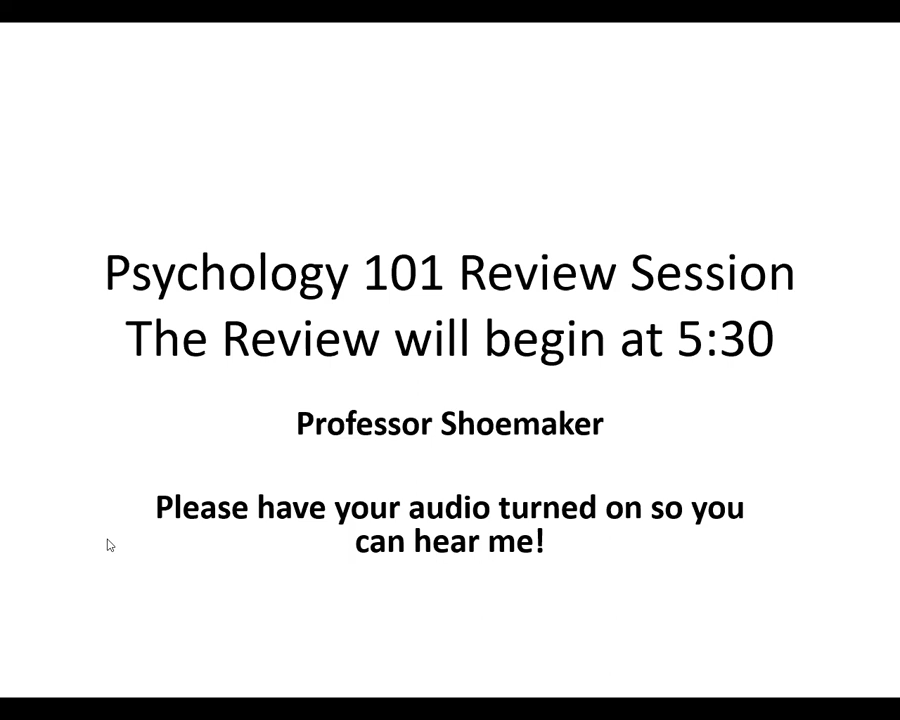 Psychology 101 Review Session
The Review will begin at 5:30
Professor Shoemaker
Please have your audio turned on so you
can hear me!